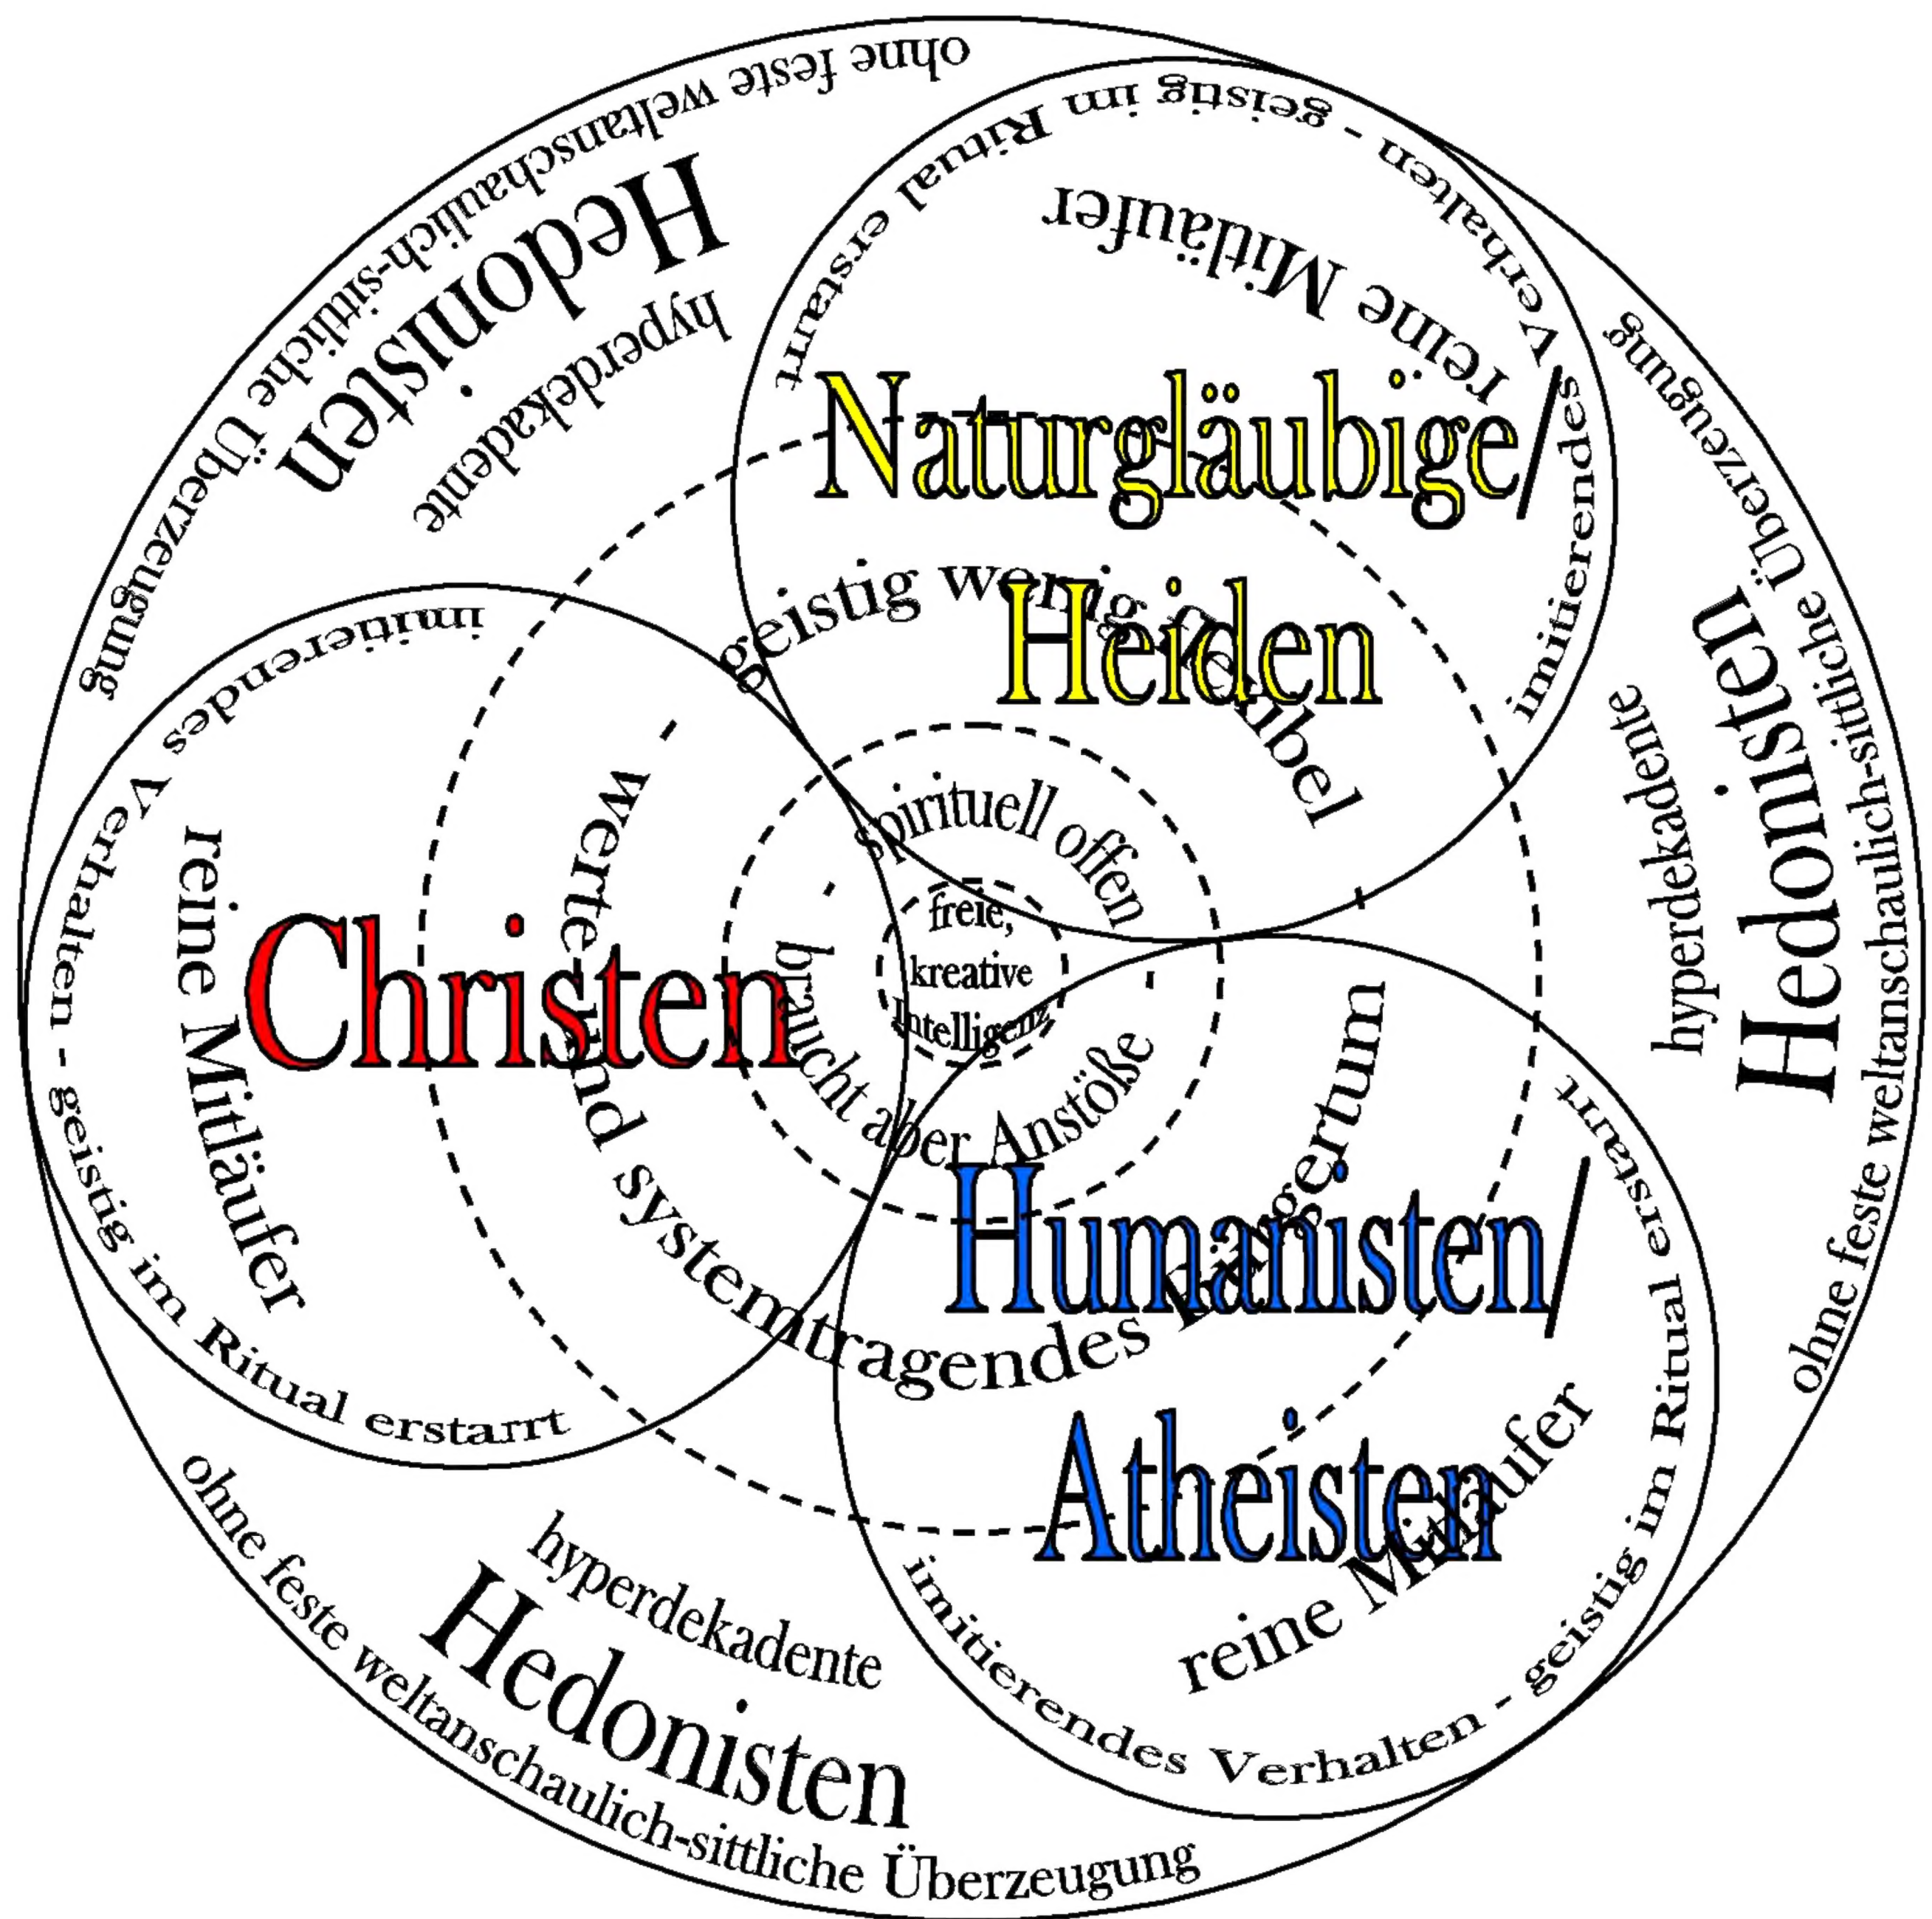 ohne feste weltanschaulich-sittliche Überzeugung
Hedonisten
hyperdekadente
imitierendes Verhalten - geistig im Ritual erstarrt
reine Mitläufer
Naturgläubige/
Heiden
geistig wenig flexibel
ohne feste weltanschaulich-sittliche Überzeugung
Hedonisten
hyperdekadente
imitierendes Verhalten - geistig im Ritual erstarrt
reine Mitläufer
Christen
werte- und systemtragendes Bürgertum
spirituell offen
braucht aber Anstöße
freie,
kreative
Intelligenz
Humanisten/
Atheisten
reine Mitläufer
imitierendes Verhalten - geistig im Ritual erstarrt
hyperdekadente
Hedonisten
ohne feste weltanschaulich-sittliche Überzeugung